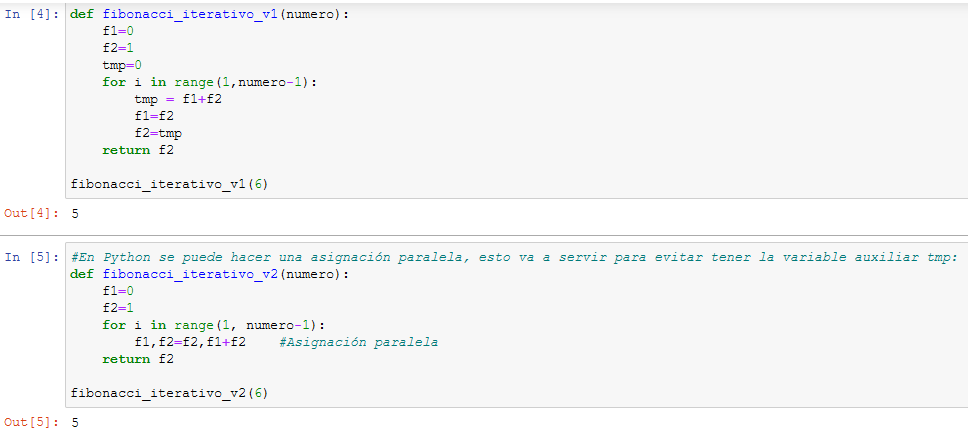 In [4]: def fibonacci_iterativo_v1(numero):
    f1=0
    f2=1
    tmp=0
    for i in range(1,numero-1):
        tmp = f1+f2
        f1=f2
        f2=tmp
    return f2
fibonacci_iterativo_v1(6)
Out[4]: 5
In [5]: #En Python se puede hacer una asignación paralela, esto va a servir para evitar tener la variable auxiliar tmp:
def fibonacci_iterativo_v2(numero):
    f1=0
    f2=1
    for i in range(1, numero-1):
        f1,f2=f2,f1+f2    #Asignación paralela
    return f2
fibonacci_iterativo_v2(6)
Out[5]: 5